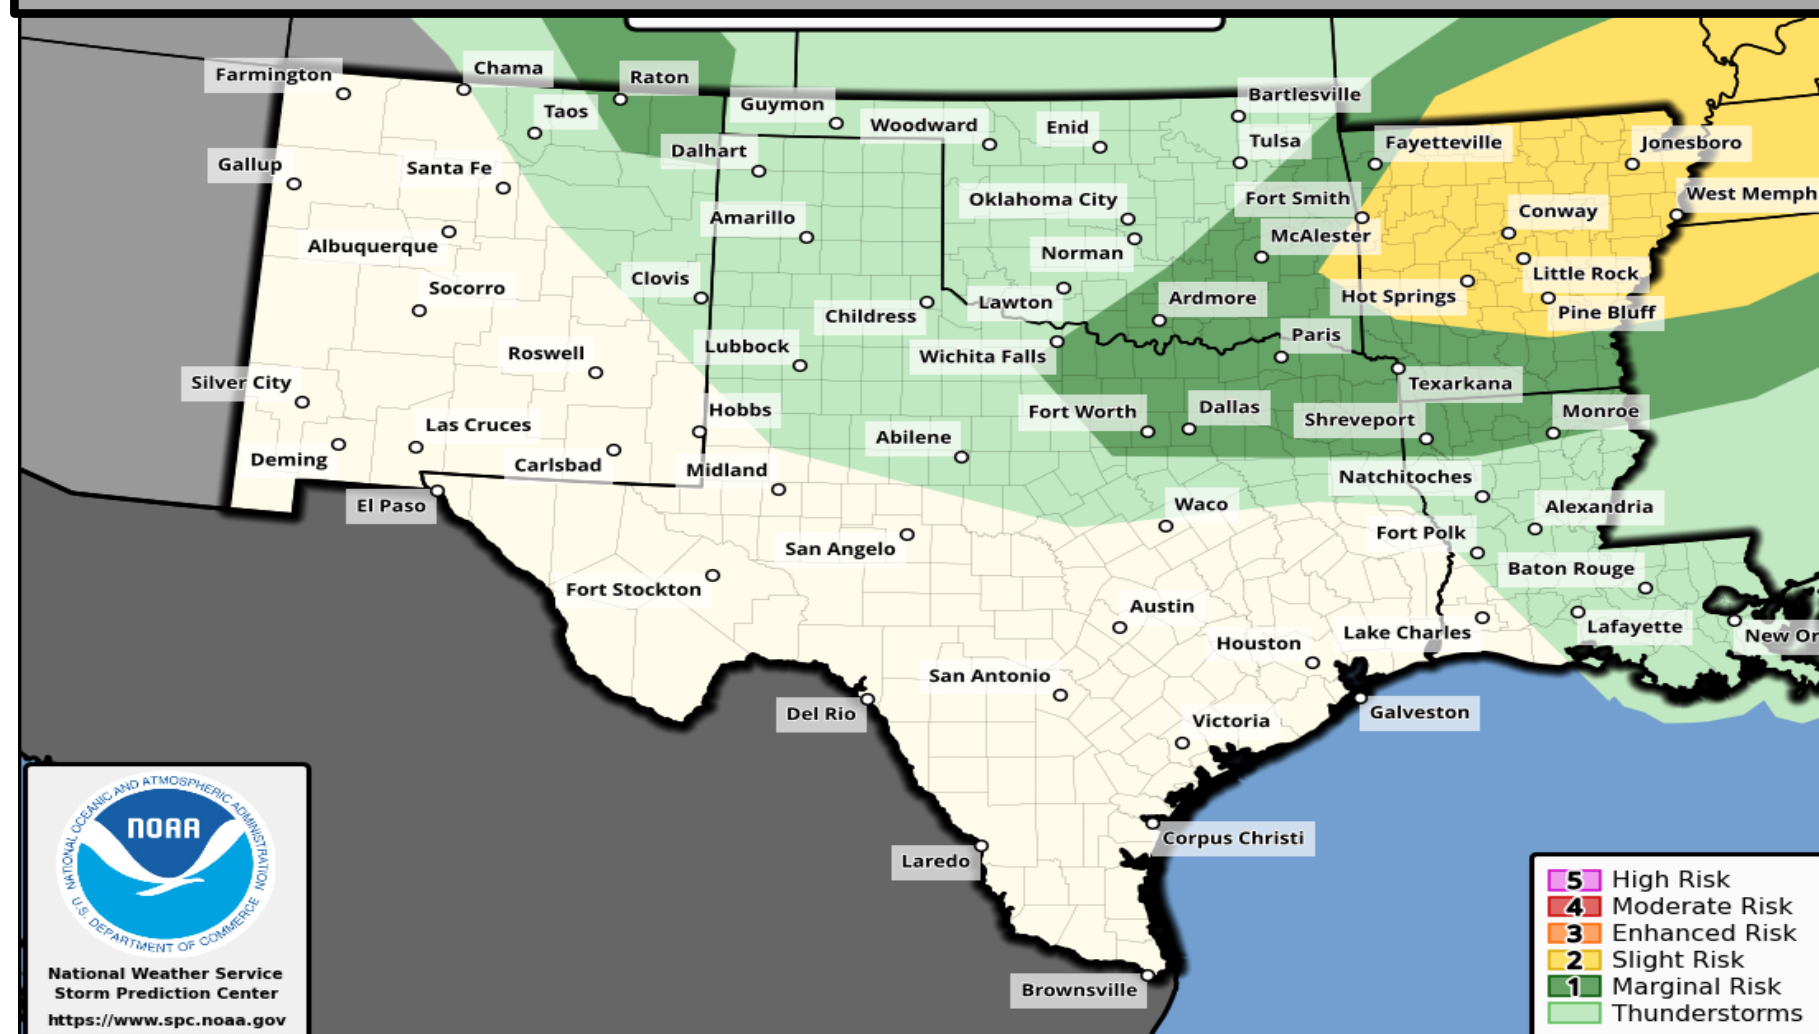 Farmington
Chama
Raton
Taos
Guymon
Woodward
Enid
Bartlesville
Tulsa
Fayetteville
Jonesboro
Gallup
Santa Fe
Dalhart
Amarillo
Oklahoma City
Fort Smith
Conway
West Memph
Albuquerque
Norman
McAlester
Socorro
Clovis
Childress
Lawton
Ardmore
Hot Springs
Little Rock
Pine Bluff
Roswell
Lubbock
Wichita Falls
Paris
Silver City
Texarkana
Las Cruces
Hobbs
Abilene
Fort Worth
Dallas
Shreveport
Monroe
Deming
Carlsbad
Midland
Natchitoches
El Paso
Waco
Alexandria
San Angelo
Fort Polk
Fort Stockton
Baton Rouge
Austin
Houston
Lake Charles
Lafayette
New Or
San Antonio
Del Rio
Victoria
Galveston
Corpus Christi
Laredo
Brownsville
NATIONAL OCEANIC AND ATMOSPHERIC ADMINISTRATION
NOAA
U.S. DEPARTMENT OF COMMERCE
National Weather Service
Storm Prediction Center
https://www.spc.noaa.gov
5 High Risk
4 Moderate Risk
3 Enhanced Risk
2 Slight Risk
1 Marginal Risk
Thunderstorms